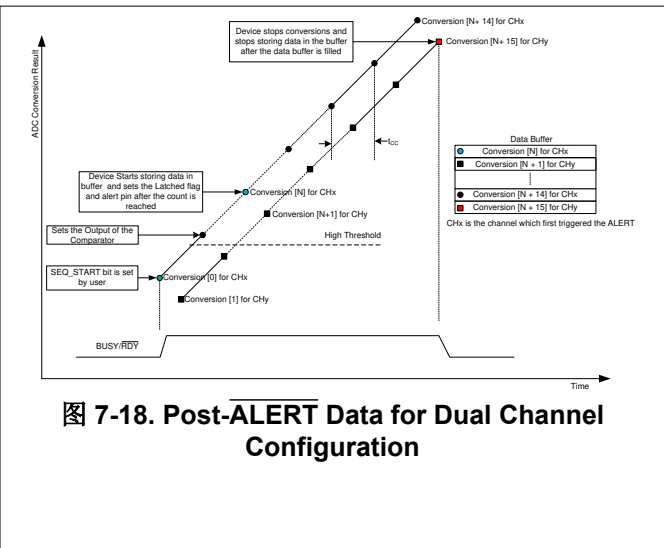 Conversion [N+ 14] for CHx
Device stops conversions and
stops storing data in the buffer
after the data buffer is filled
Conversion [N+ 15] for CHy
ADC Conversion Result
tCC
Data Buffer
Conversion [N] for CHx
Conversion [N + 1] for CHy
Conversion [N + 14] for CHx
Conversion [N + 15] for CHy
CHx is the channel which first triggered the ALERT
Device Starts storing data in
buffer and sets the Latched flag
and alert pin after the count is
reached
Conversion [N] for CHx
Conversion [N+1] for CHy
Sets the Output of the
Comparator
High Threshold
SEQ_START bit is set
by user
Conversion [0] for CHx
Conversion [1] for CHy
BUSY/RDY
Time
图 7-18. Post-ALERT Data for Dual Channel
Configuration